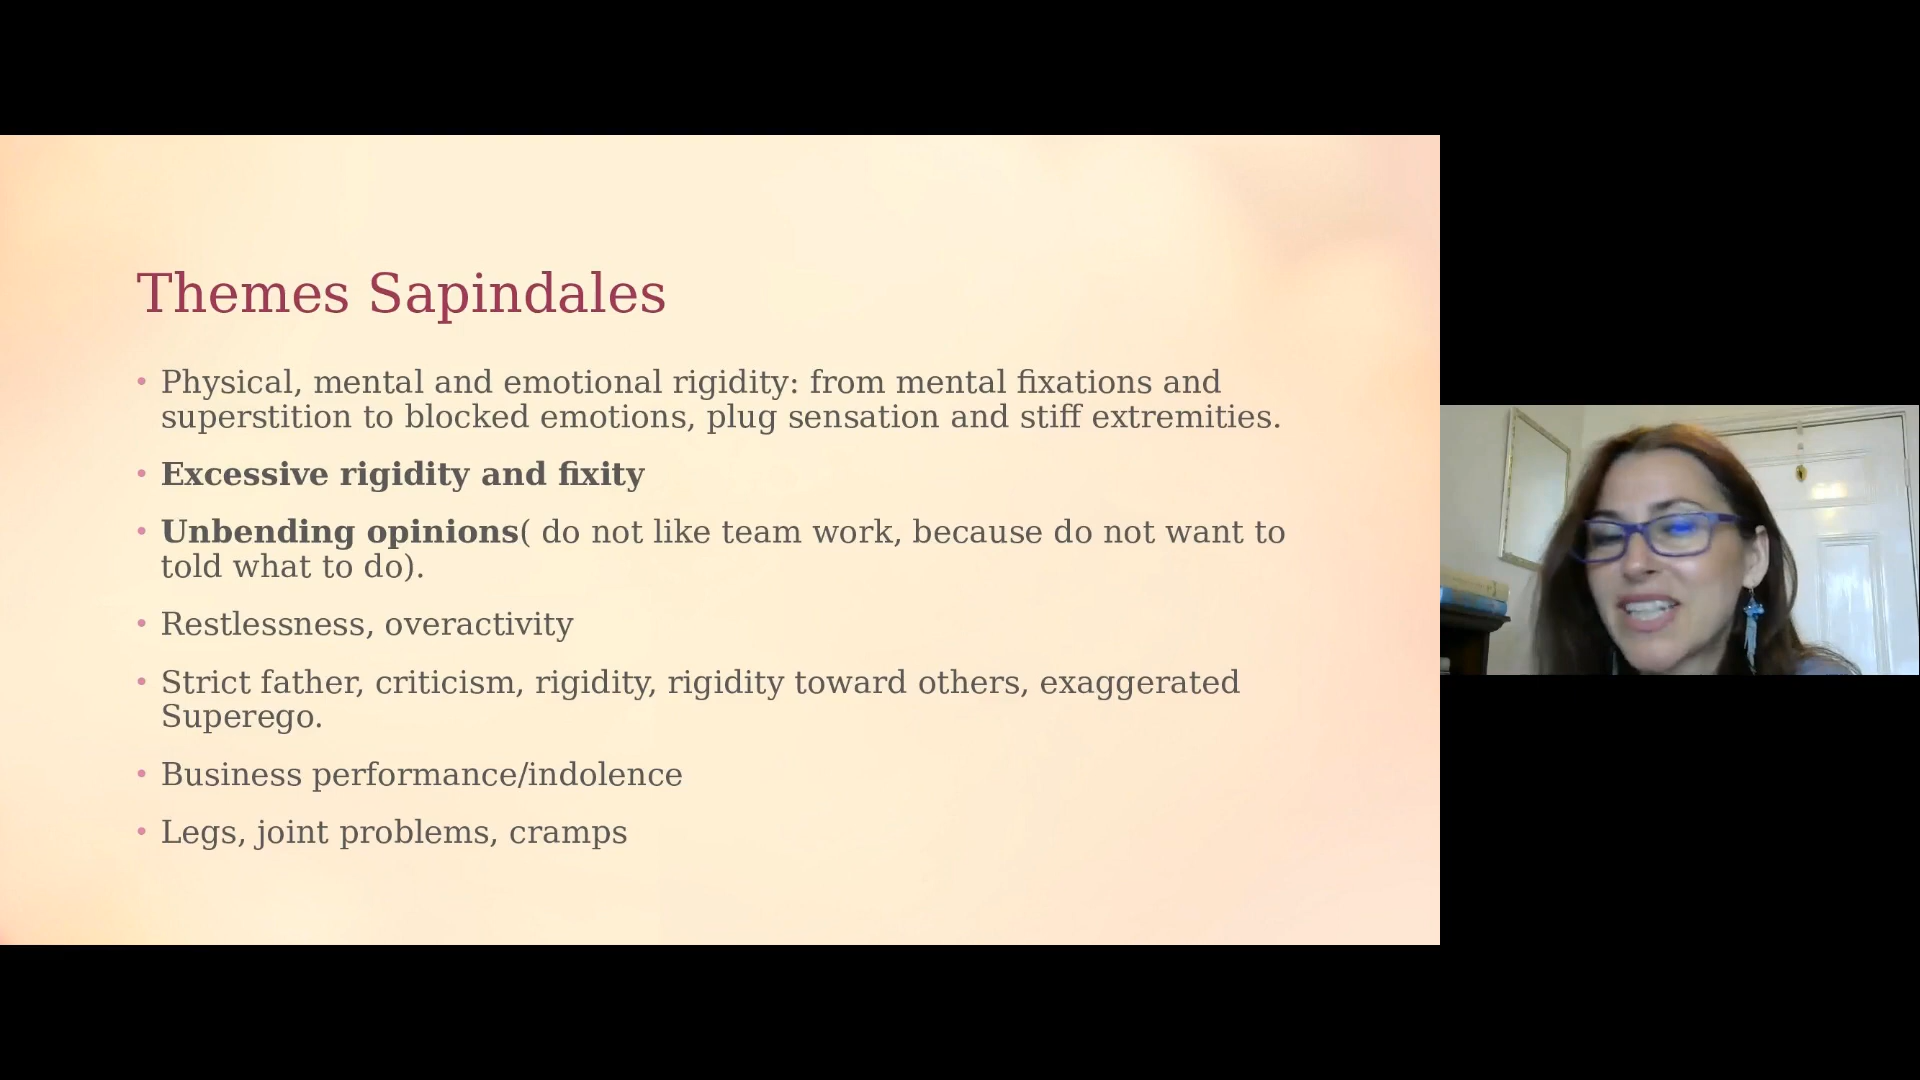 Themes Sapindales
• Physical, mental and emotional rigidity: from mental fixations and
superstition to blocked emotions, plug sensation and stiff extremities.
• Excessive rigidity and fixity
• Unbending opinions( do not like team work, because do not want to
told what to do).
• Restlessness, overactivity
• Strict father, criticism, rigidity, rigidity toward others, exaggerated
Superego.
• Business performance/indolence
• Legs, joint problems, cramps